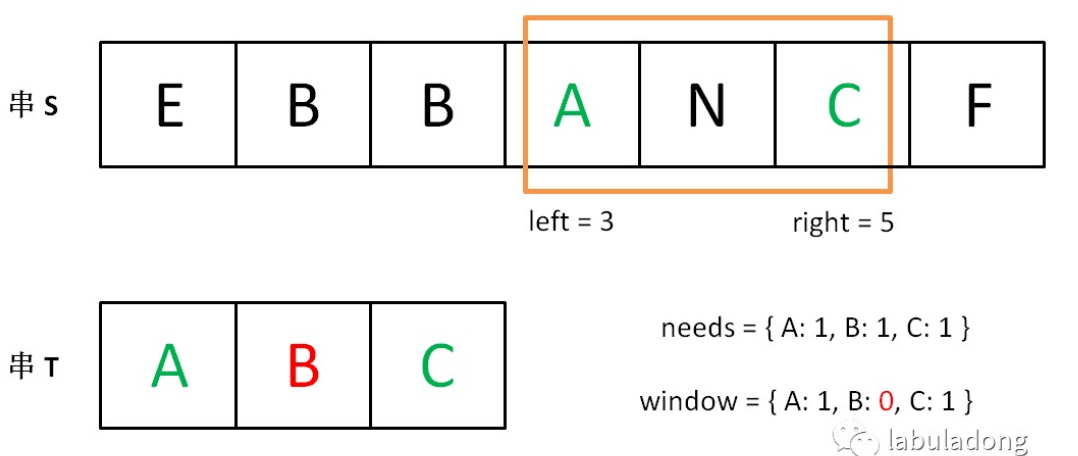 串 S E B B A N C F
left = 3 right = 5
串 T A B C
needs = { A: 1, B: 1, C: 1 }
window = { A: 1, B: 0, C: 1 }
labuladong